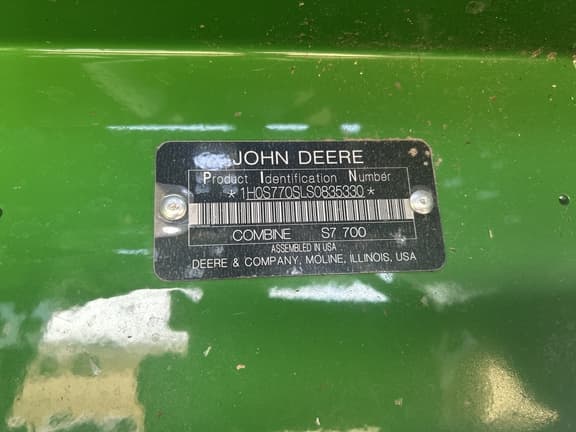 JOHN DEERE
Product Identification Number
*1H0S770SLS0835330*
COMBINE S7 700
ASSEMBLED IN USA
DEERE & COMPANY, MOLINE, ILLINOIS, USA